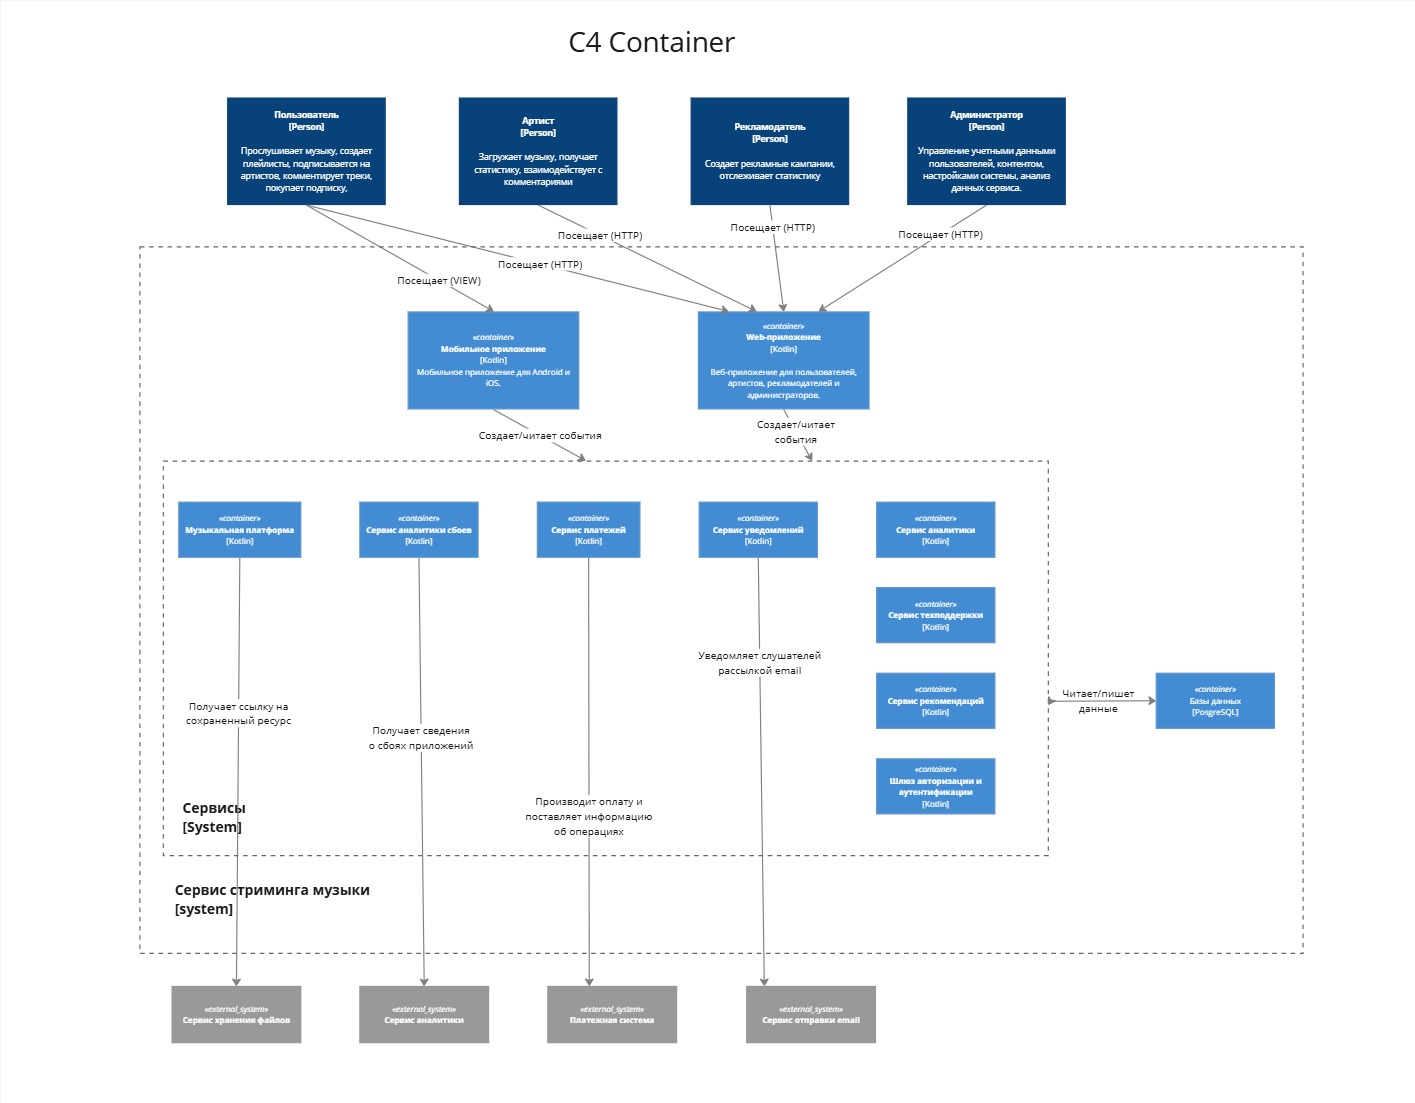 C4 Container
Пользователь
[Person]
Прослушивает музыку, создает
плейлисты, подписывается на
артистов, комментирует треки,
покупает подписку,
Артист
[Person]
Загружает музыку, получает
статистику, взаимодействует с
комментариями
Рекламодатель
[Person]
Создает рекламные кампании,
отслеживает статистику
Администратор
[Person]
Управление учетными данными
пользователей, контентом,
настройками системы, анализ
данных сервиса.
Посещает (HTTP)
Посещает (HTTP)
Посещает (HTTP)
Посещает (HTTP)
Посещает (VIEW)
«container»
Мобильное приложение
[Kotlin]
Мобильное приложение для Android и
iOS.
«container»
Web-приложение
[Kotlin]
Веб-приложение для пользователей,
артистов, рекламодателей и
администраторов.
Создает/читает события
Создает/читает
события
«container»
Музыкальная платформа
[Kotlin]
«container»
Сервис аналитики сбоев
[Kotlin]
«container»
Сервис платежей
[Kotlin]
«container»
Сервис уведомлений
[Kotlin]
«container»
Сервис аналитики
[Kotlin]
«container»
Сервис техподдержки
[Kotlin]
«container»
Сервис рекомендаций
[Kotlin]
«container»
Шлюз авторизации и
аутентификации
[Kotlin]
Уведомляет слушателей
рассылкой email
Читает/пишет
данные
«container»
Базы данных
[PosgreSQL]
Получает ссылку на
сохраненный ресурс
Получает сведения
о сбоях приложений
Производит оплату и
поставляет информацию
об операциях
Сервисы
[System]
Сервис стриминга музыки
[system]
«external_system»
Сервис хранения файлов
«external_system»
Сервис аналитики
«external_system»
Платежная система
«external_system»
Сервис отправки email